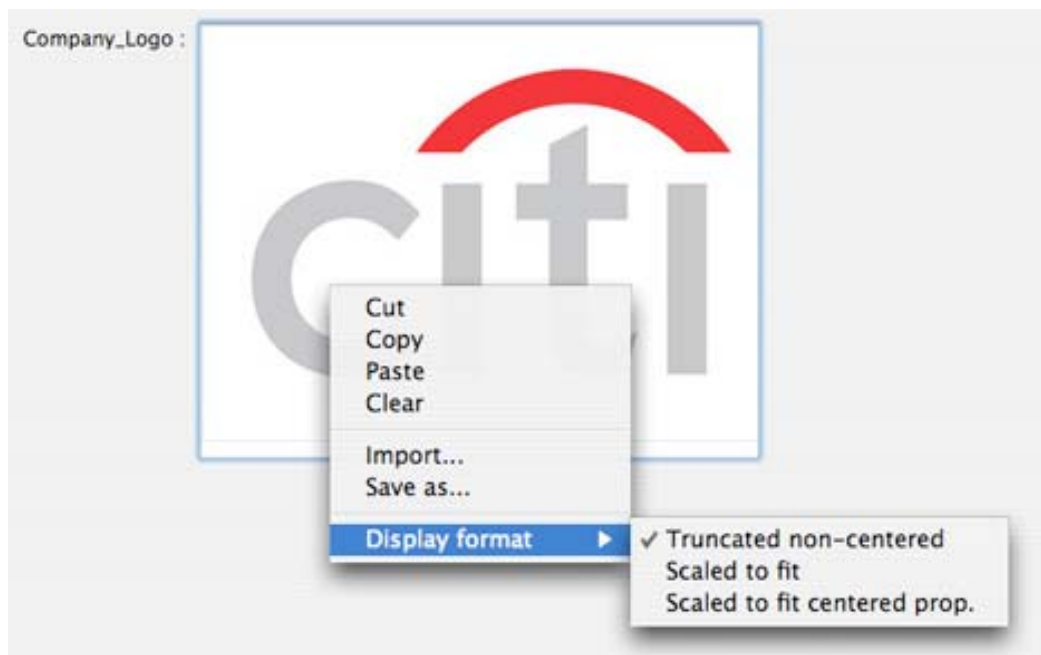 Company_Logo :
citi
Cut
Copy
Paste
Clear
Import...
Save as...
Display format
Truncated non-centered
Scaled to fit
Scaled to fit centered prop.